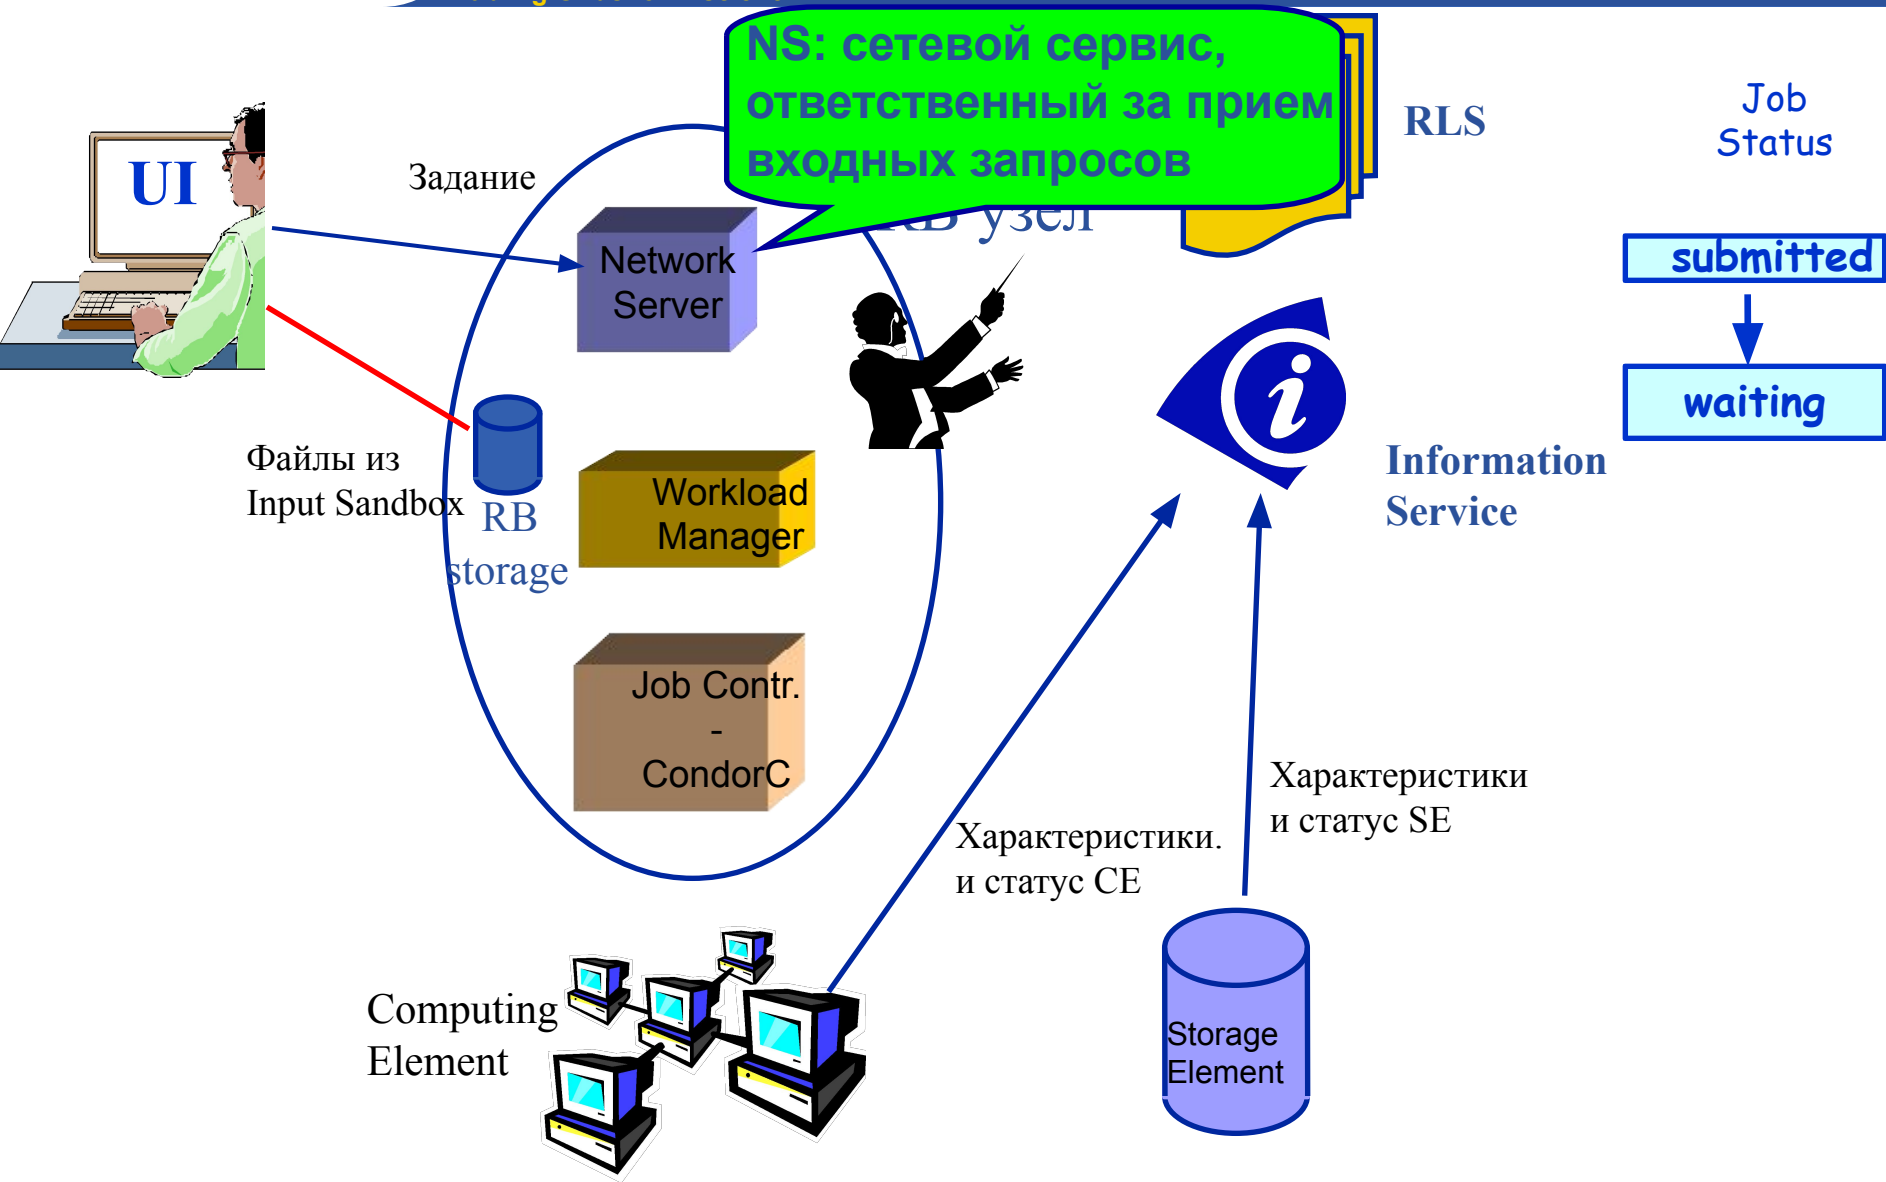 NS: сетевой сервис,
ответственный за прием
входных запросов
RLS
Job
Status
UI
Задание
узел
Network
Server
submitted
waiting
Файлы из
Input Sandbox
RB
storage
Workload
Manager
Information
Service
Job Contr.
-
CondorC
Характеристики
и статус SE
Характеристики.
и статус CE
Computing
Element
Storage
Element